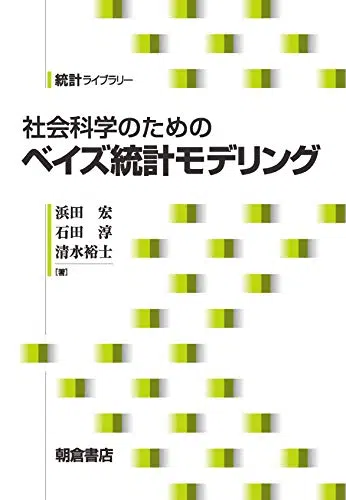 統計ライブラリー
社会科学のための
ベイズ統計モデリング
浜田 宏
石田 淳
清水裕士
[著]
朝倉書店